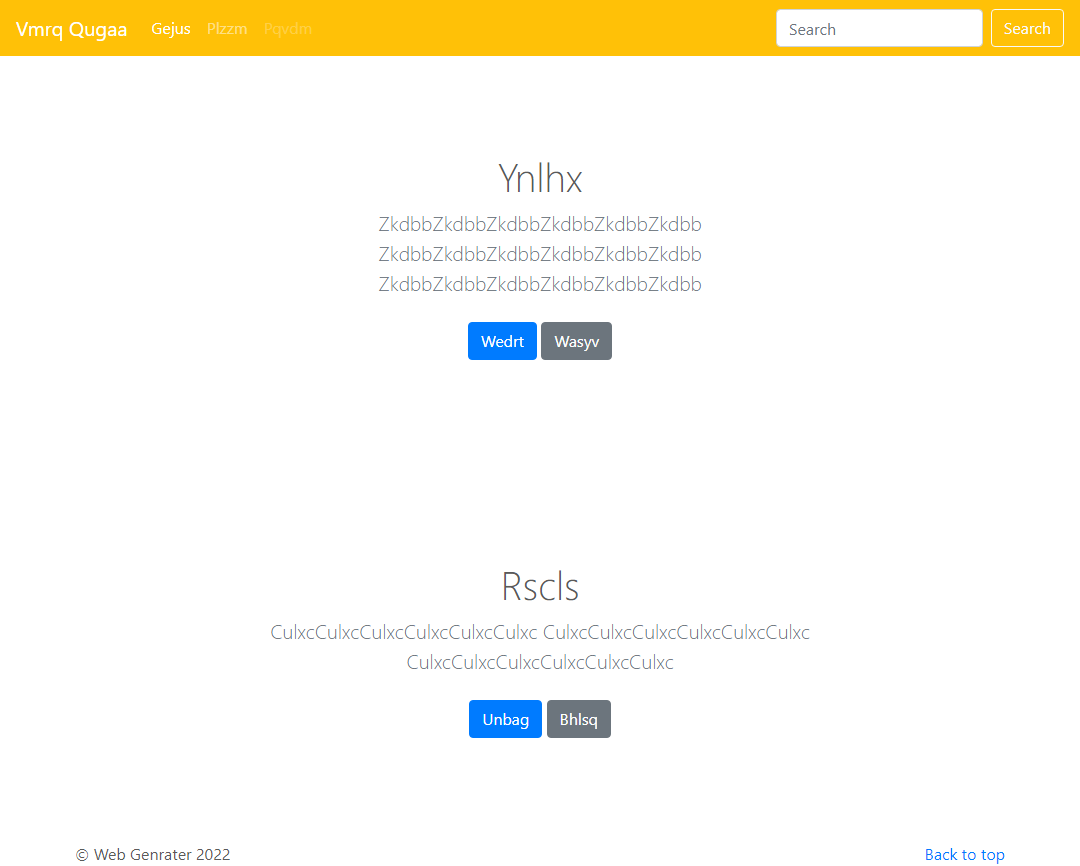 Vmrq Qugaa Gejus Plzzm Pqvdm Search Search
Ynlhx
ZkdbbZkdbbZkdbbZkdbbZkdbbZkdbb
ZkdbbZkdbbZkdbbZkdbbZkdbbZkdbb
ZkdbbZkdbbZkdbbZkdbbZkdbbZkdbb
Wedrt Wasyv
Rscls
CulxcCulxcCulxcCulxcCulxcCulxc CulxcCulxcCulxcCulxcCulxcCulxc
CulxcCulxcCulxcCulxcCulxcCulxc
Unbag Bhlsq
© Web Genrater 2022 Back to top